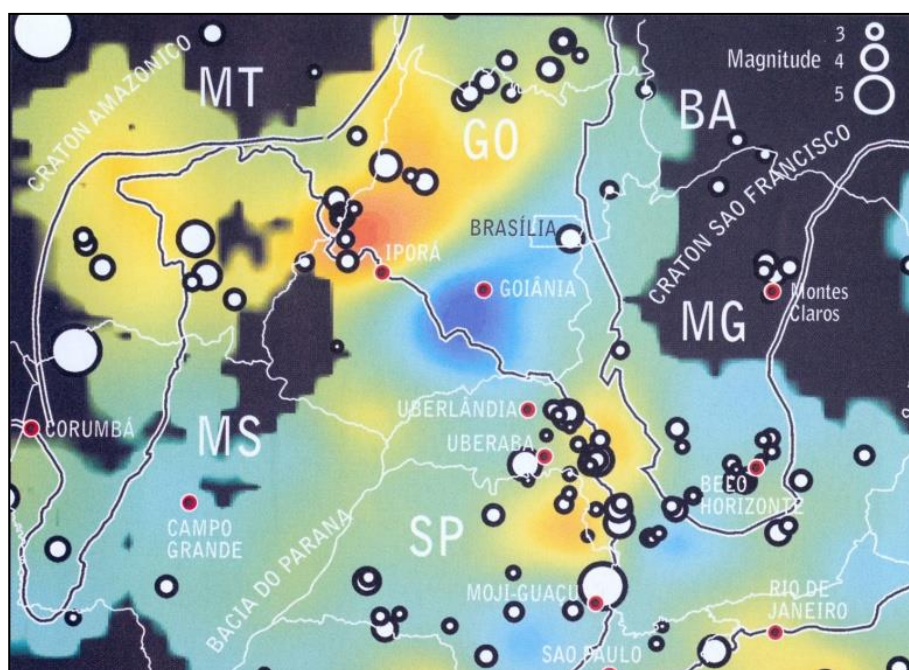 3
Magnitude 4
5
MT
CRATON AMAZONICO
GO
BA
CRATON SAO FRANCISCO
BRASÍLIA
IPORÁ
GOIÂNIA
MG
Montes
Claros
CORUMBÁ
MS
UBERLÂNDIA
UBERABA
BELO
HORIZONTE
CAMPO
GRANDE
BACIA DO PARANA
SP
MOJI-GUAÇU
RIO DE
JANEIRO
SAO PAULO